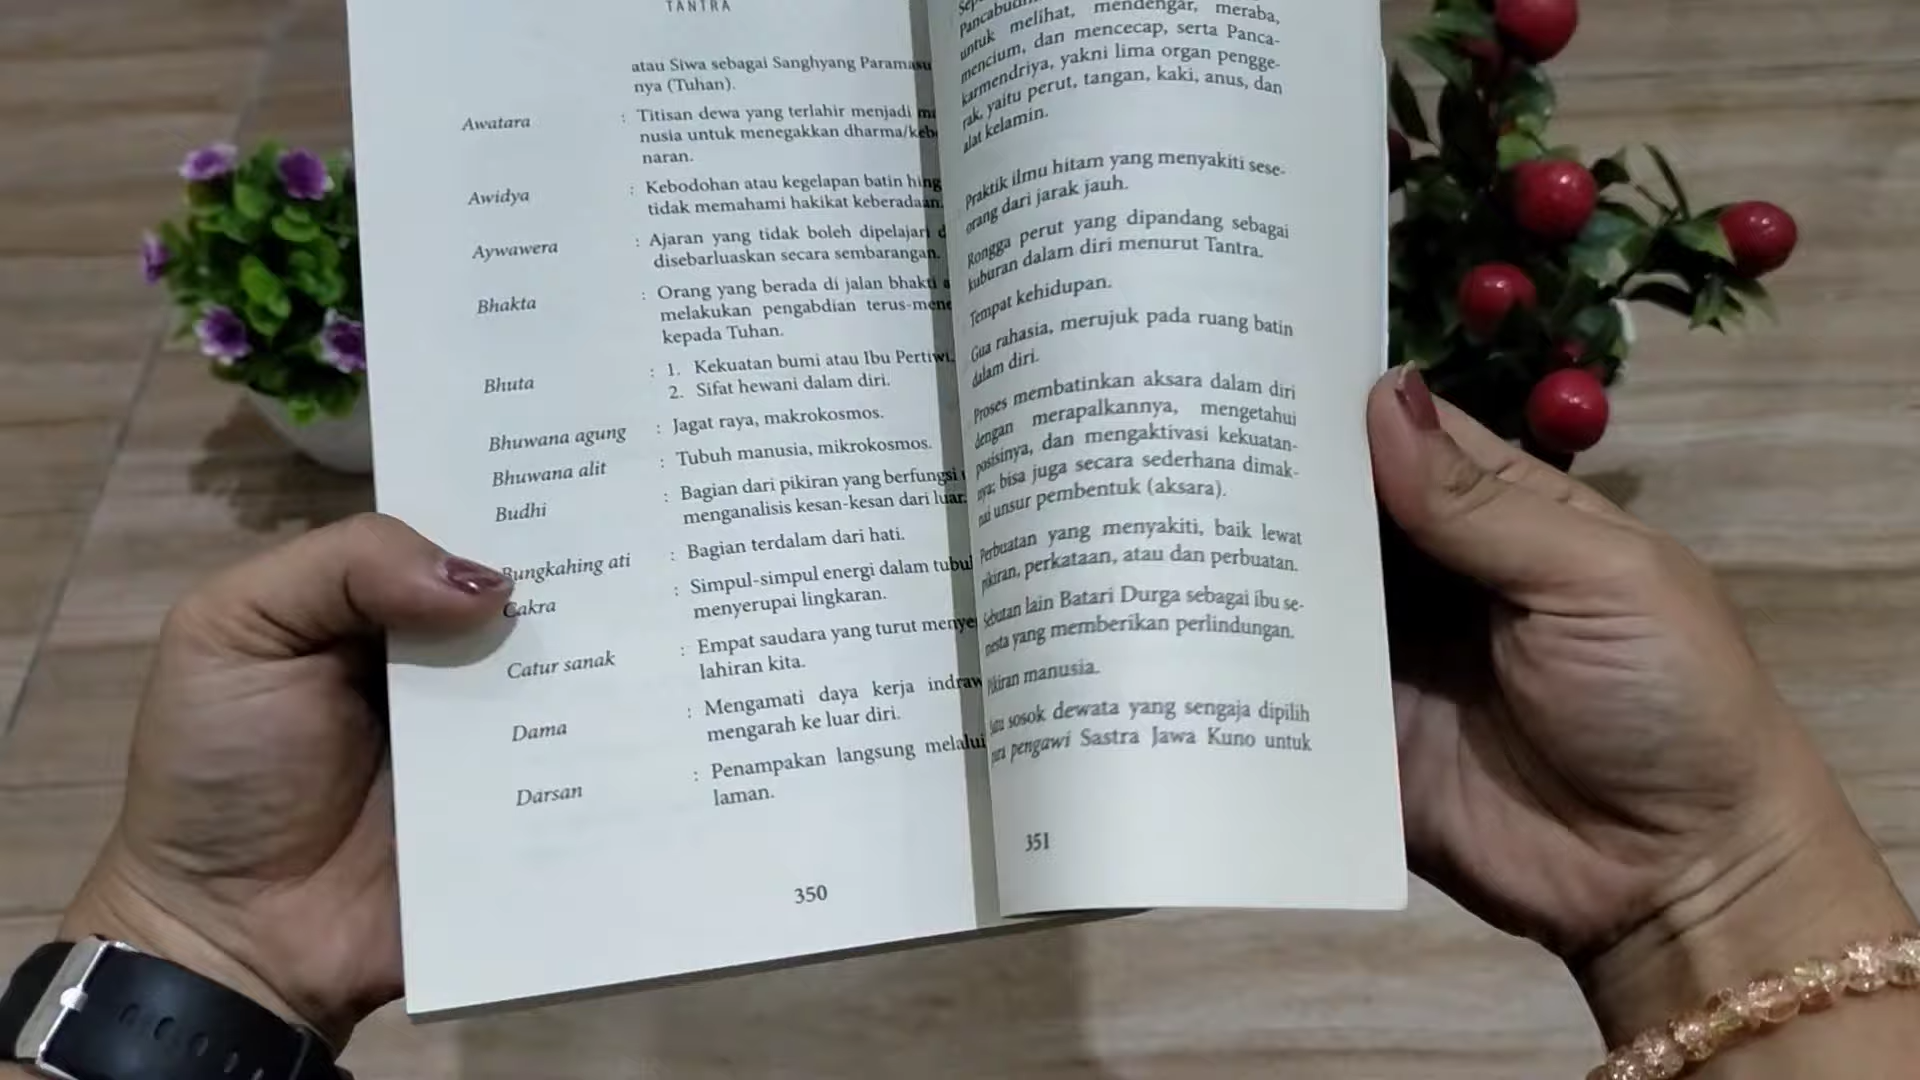 TANTRA
atau Siwa sebagai Sanghyang
nya (Tuhan).
Awatara : Titisan dewa yang terlahir menjadi
nusia untuk menegakkan
naran.
Awidya : Kebodohan atau kegelapan batin
tidak memahami hakikat keberadaan.
Aywawera : Ajaran yang tidak boleh dipelajari
disebarluaskan secara sembarangan.
Bhakta : Orang yang berada di jalan bhakti
melakukan pengabdian
kepada Tuhan.
Bhuta : 1. Kekuatan bumi atau Ibu Pertiwi.
2. Sifat hewani dalam diri.
Bhuwana agung : Jagat raya, makrokosmos.
Bhuwana alit : Tubuh manusia, mikrokosmos.
Budhi : Bagian dari pikiran yang berfungsi
menganalisis kesan-kesan dari luar.
Bungkahing ati : Bagian terdalam dari hati.
Cakra : Simpul-simpul energi dalam
menyerupai lingkaran.
Catur sanak : Empat saudara yang turut
lahiran kita.
Dama : Mengamati daya kerja
mengarah ke luar diri.
Darsan : Penampakan langsung melalui
laman.
350
untuk melihat, mendengar, meraba,
mencium, dan mencecap, serta Panca-
karmendriya, yakni lima organ pengge-
rak, yaitu perut, tangan, kaki, anus, dan
alat kelamin.
Praktik ilmu hitam yang menyakiti sese-
orang dari jarak jauh.
Rongga perut yang dipandang sebagai
kuburan dalam diri menurut Tantra.
Tempat kehidupan.
Gua rahasia, merujuk pada ruang batin
dalam diri.
Proses membatinkan aksara dalam diri
dengan merapalkannya, mengetahui
posisinya, dan mengaktivasi kekuatan-
nya; bisa juga secara sederhana dimak-
nai unsur pembentuk (aksara).
Perbuatan yang menyakiti, baik lewat
pikiran, perkataan, atau dan perbuatan.
Sebutan lain Batari Durga sebagai ibu se-
mesta yang memberikan perlindungan.
Pikiran manusia.
sosok dewata yang sengaja dipilih
pengawi Sastra Jawa Kuno untuk
351